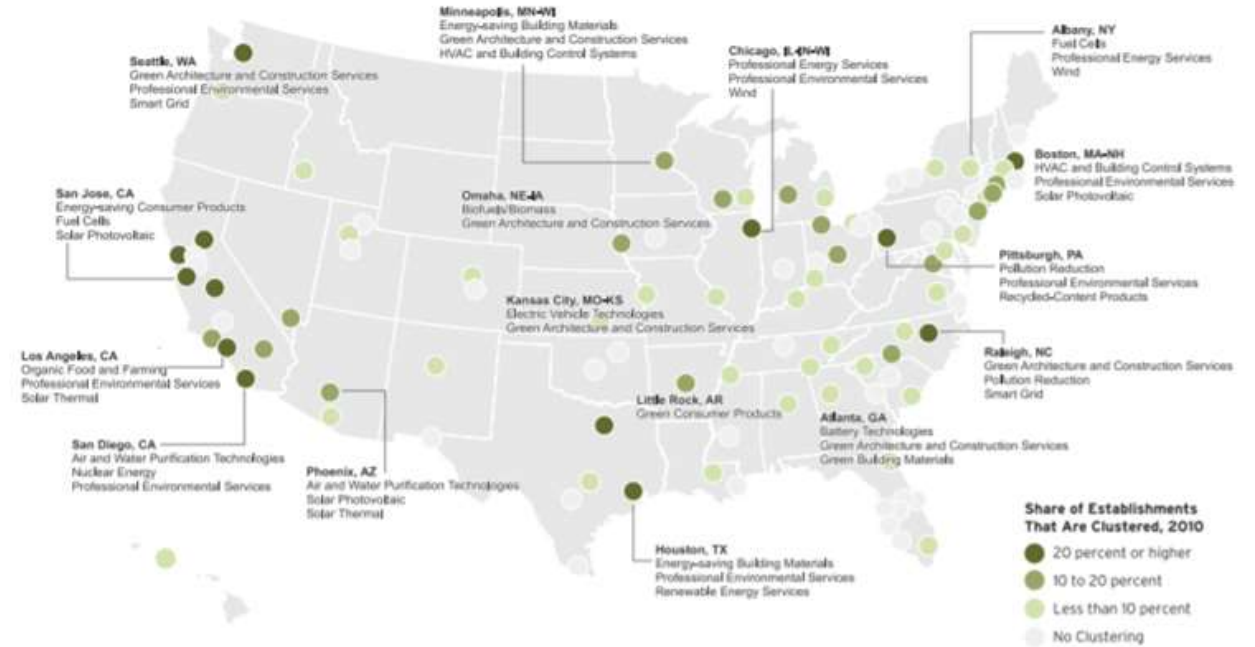 Minneapolis, MN-WI
Energy-saving Building Materials
Green Architecture and Construction Services
HVAC and Building Control Systems
Chicago, IL-IN-WI
Professional Energy Services
Professional Environmental Services
Wind
Albany, NY
Fuel Cells
Professional Energy Services
Wind
Seattle, WA
Green Architecture and Construction Services
Professional Environmental Services
Smart Grid
Boston, MA-NH
HVAC and Building Control Systems
Professional Environmental Services
Solar Photovoltaic
San Jose, CA
Energy-saving Consumer Products
Fuel Cells
Solar Photovoltaic
Omaha, NE-IA
Biofuels/Biomass
Green Architecture and Construction Services
Pittsburgh, PA
Pollution Reduction
Professional Environmental Services
Recycled-Content Products
Kansas City, MO-KS
Electric Vehicle Technologies
Green Architecture and Construction Services
Los Angeles, CA
Organic Food and Farming
Professional Environmental Services
Solar Thermal
Raleigh, NC
Green Architecture and Construction Services
Pollution Reduction
Smart Grid
Little Rock, AR
Green Consumer Products
Atlanta, GA
Battery Technologies
Green Architecture and Construction Services
Green Building Materials
San Diego, CA
Air and Water Purification Technologies
Nuclear Energy
Professional Environmental Services
Phoenix, AZ
Air and Water Purification Technologies
Solar Photovoltaic
Solar Thermal
Houston, TX
Energy-saving Building Materials
Professional Environmental Services
Renewable Energy Services
Share of Establishments
That Are Clustered, 2010
20 percent or higher
10 to 20 percent
Less than 10 percent
No Clustering